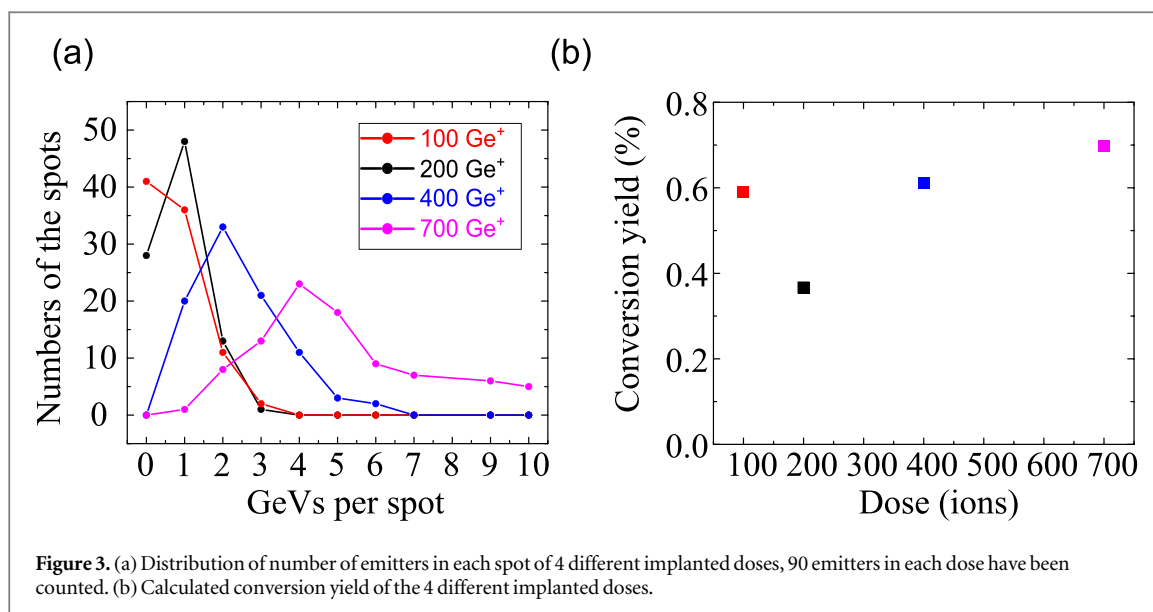 (a)
(b)
Numbers of the spots
50
40
30
20
10
0
100 Ge⁺
200 Ge⁺
400 Ge⁺
700 Ge⁺
0 1 2 3 4 5 6 7 8 9 10
GeVs per spot
Conversion yield (%)
0.8
0.6
0.4
0.2
0.0
100 200 300 400 500 600 700
Dose (ions)
Figure 3. (a) Distribution of number of emitters in each spot of 4 different implanted doses, 90 emitters in each dose have been
counted. (b) Calculated conversion yield of the 4 different implanted doses.